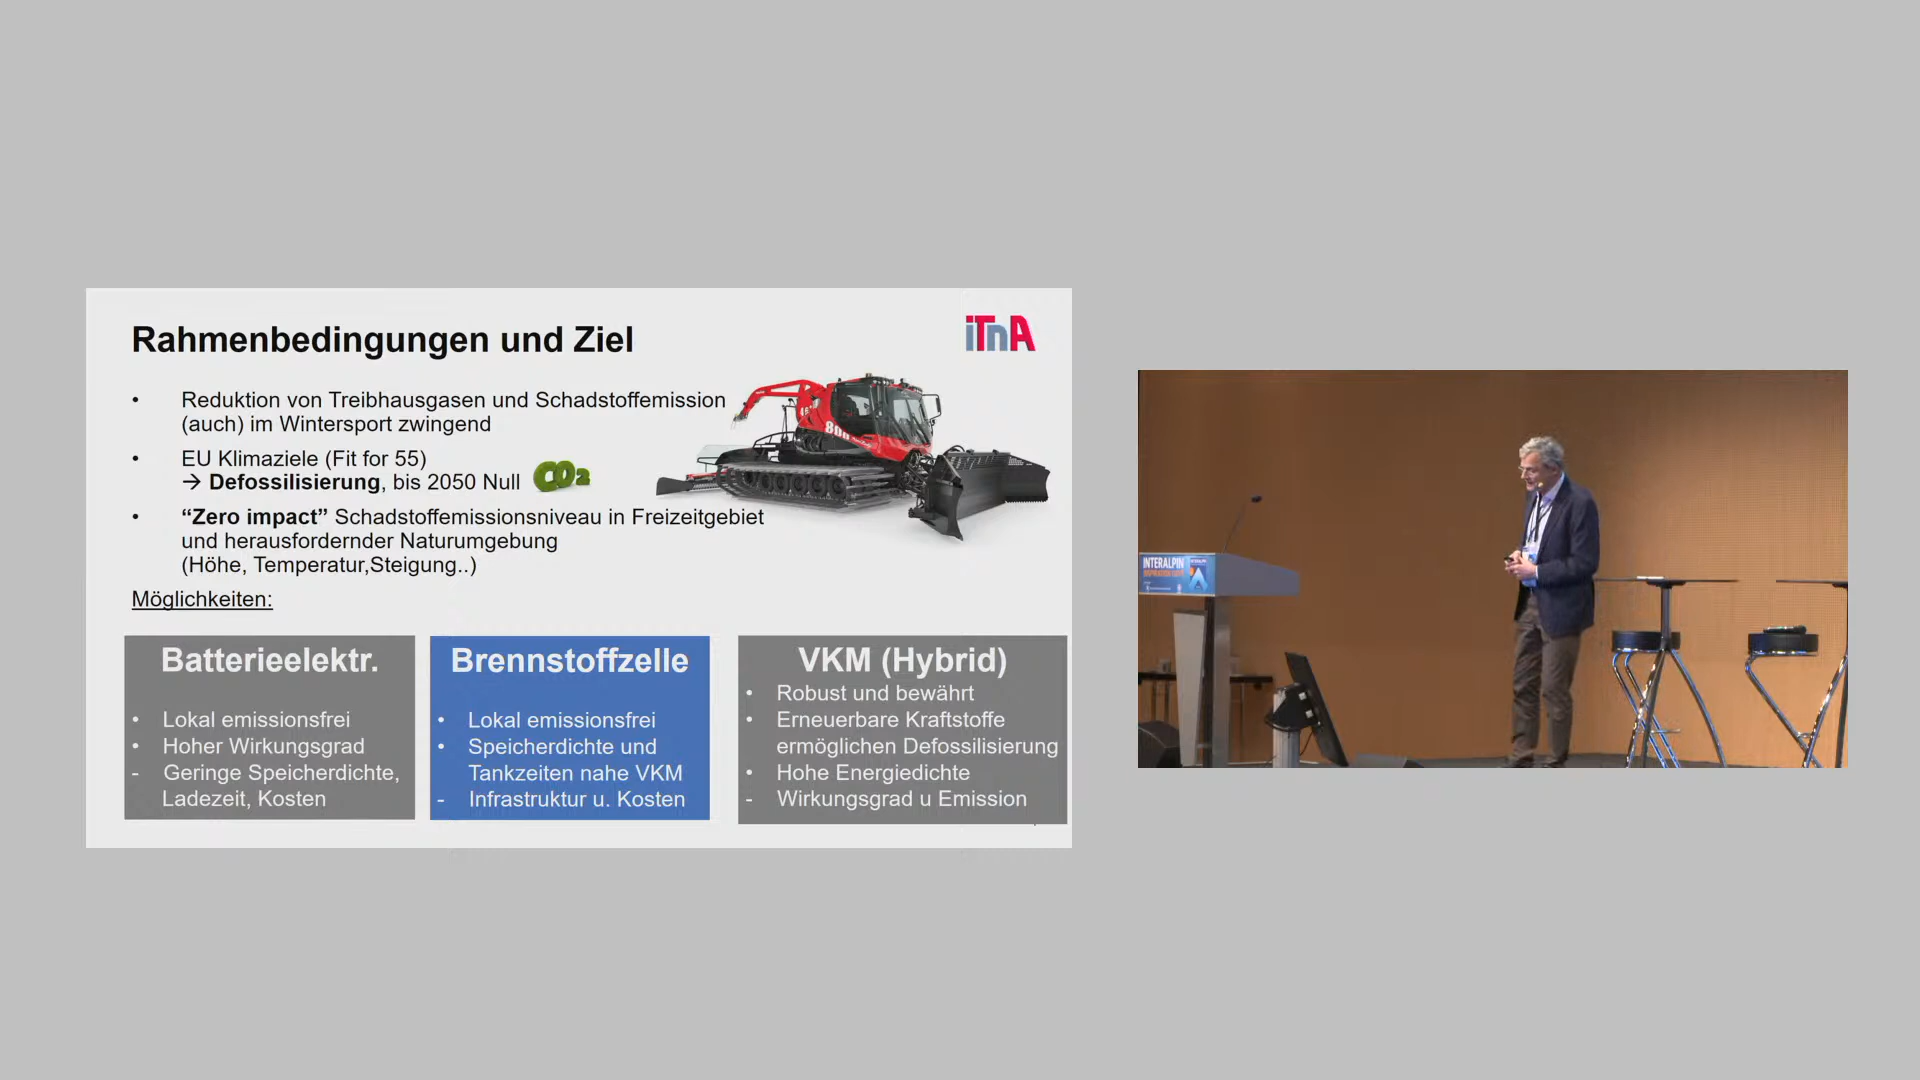 Rahmenbedingungen und Ziel
iTnA
• Reduktion von Treibhausgasen und Schadstoffemission
(auch) im Wintersport zwingend
• EU Klimaziele (Fit for 55)
→ Defossilisierung, bis 2050 Null CO2
• “Zero impact” Schadstoffemissionsniveau in Freizeitgebiet
und herausfordernder Naturumgebung
(Höhe, Temperatur,Steigung..)
Möglichkeiten:
800
Batterieelektr.
• Lokal emissionsfrei
• Hoher Wirkungsgrad
- Geringe Speicherdichte,
Ladezeit, Kosten
Brennstoffzelle
• Lokal emissionsfrei
• Speicherdichte und
Tankzeiten nahe VKM
- Infrastruktur u. Kosten
VKM (Hybrid)
• Robust und bewährt
• Erneuerbare Kraftstoffe
ermöglichen Defossilisierung
• Hohe Energiedichte
- Wirkungsgrad u Emission
INTERALPIN